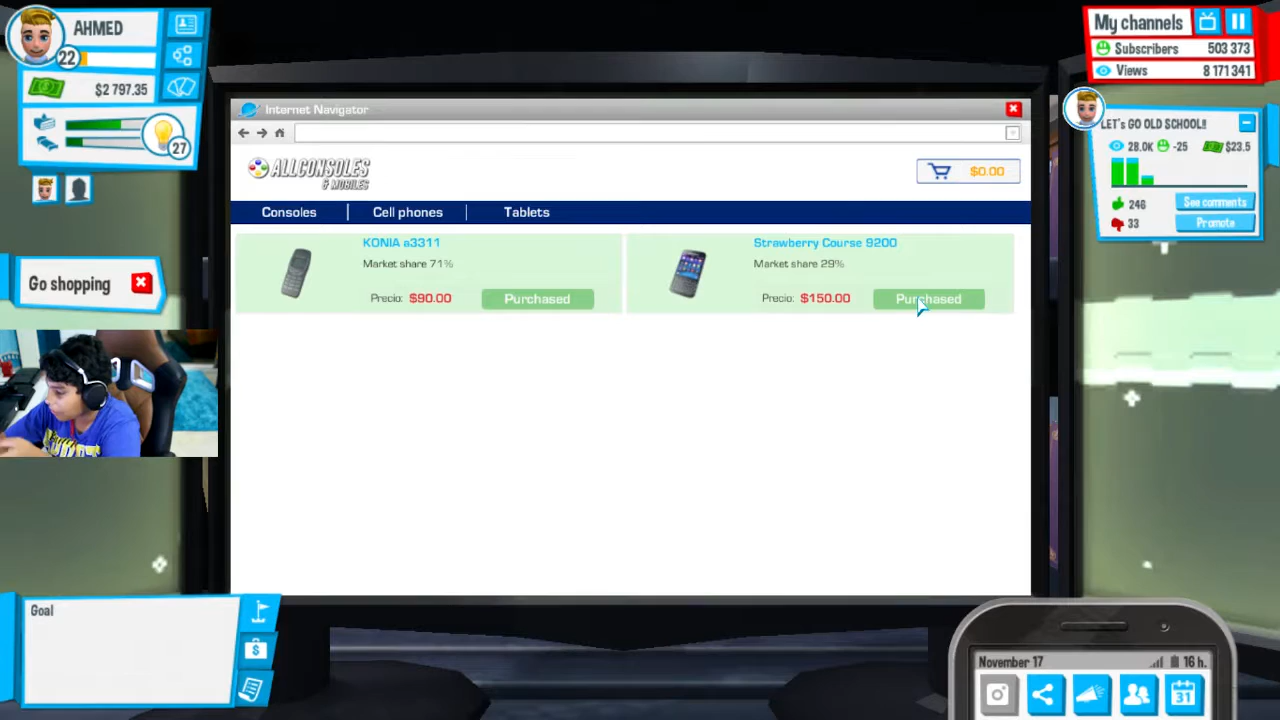 AHMED
22
$2 797.35
27
Go shopping
Internet Navigator
ALLCONSOLES
& MOBILES
$0.00
Consoles
Cell phones
Tablets
KONIA a3311
Market share 71%
Precio: $90.00
Purchased
Strawberry Course 9200
Market share 29%
Precio: $150.00
Purchased
My channels
Subscribers 503 373
Views 8 171 341
LET's GO OLD SCHOOL!!
28.0K -25 $23.5
246
See comments
33
Promote
Goal
November 17
16 h.
31